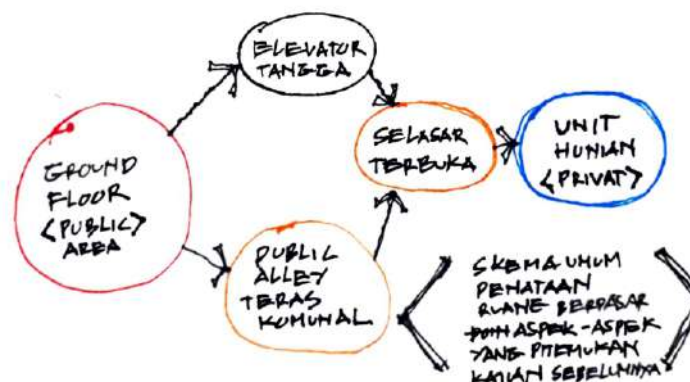 ELEVATOR
TANGGA
GROUND
FLOOR
<PUBLIC>
AREA
SELASAR
TERBUKA
UNIT
HUNIAN
<PRIVAT>
PUBLIC
ALLEY
TERAS
KOMUNAL
SKEMA UMUM
PENATAAN
RUANG BERDASAR
ASPEK-ASPEK
YANG DITEMUKAN
KAJIAN SEBELUMNYA